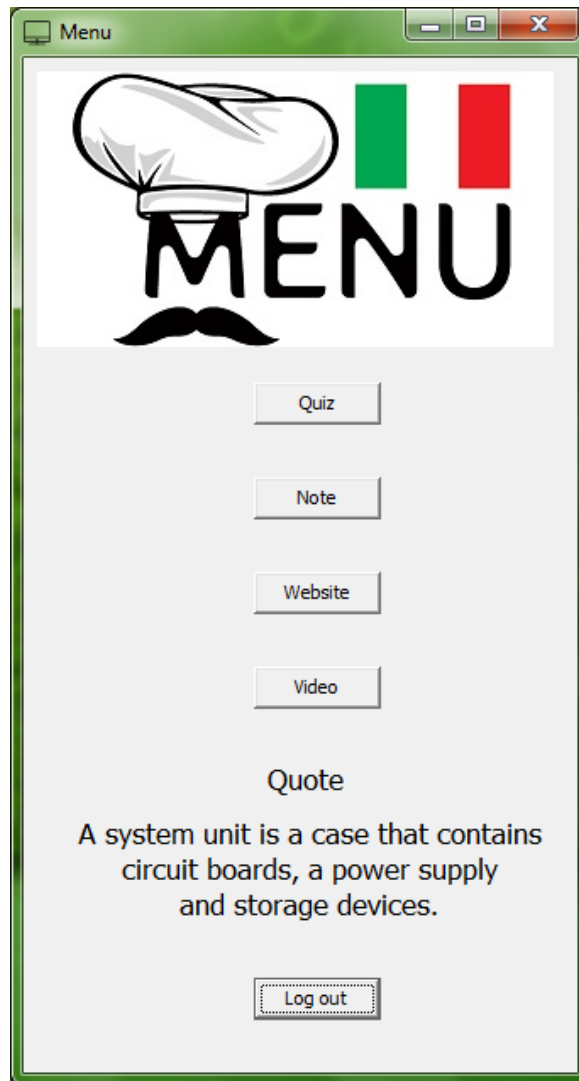 Menu
MENU
Quiz
Note
Website
Video
Quote
A system unit is a case that contains
circuit boards, a power supply
and storage devices.
Log out